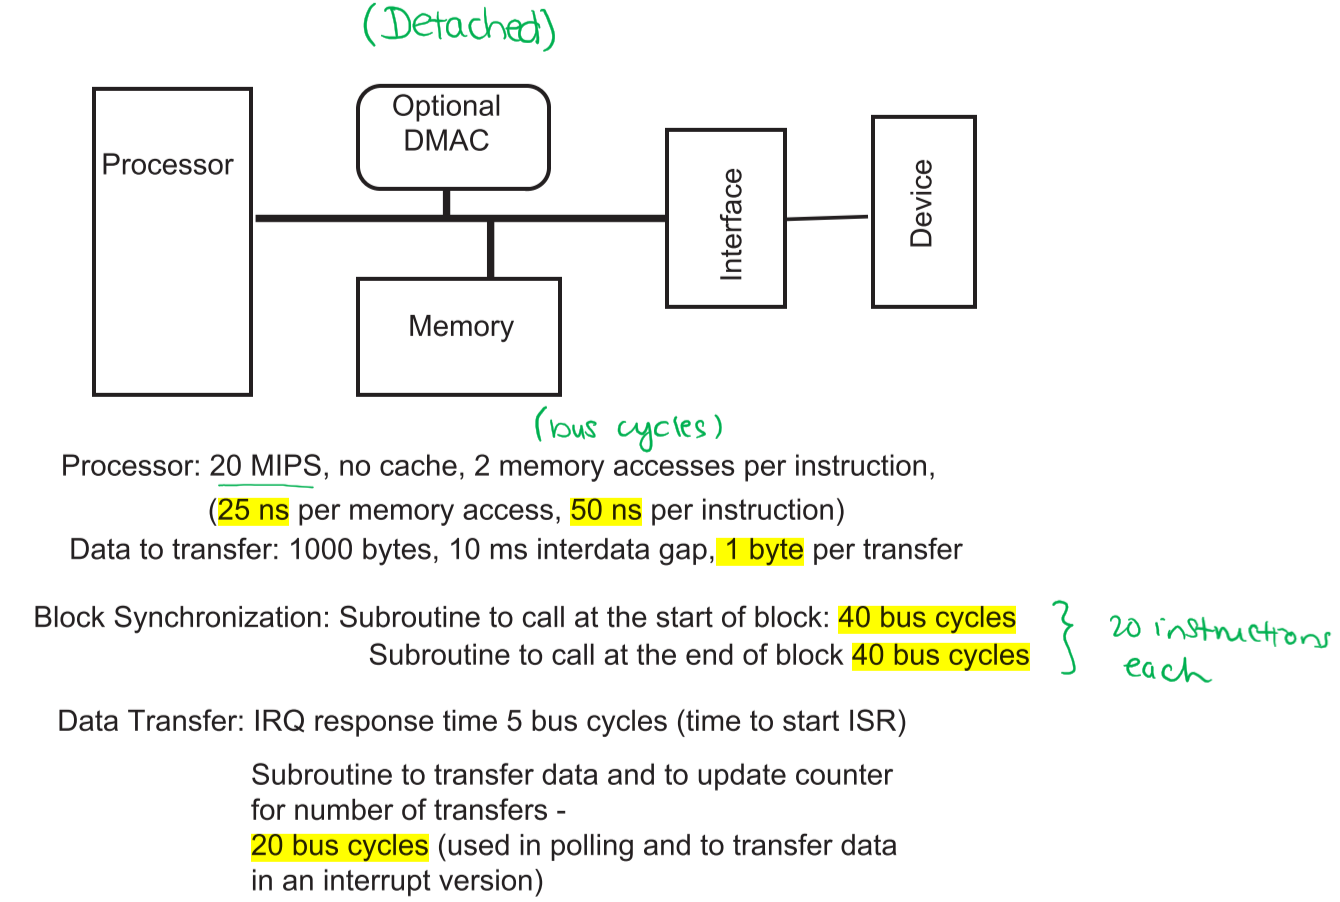 (Detached)
Optional
DMAC
Processor
Interface
Device
Memory
(bus cycles)
Processor: 20 MIPS, no cache, 2 memory accesses per instruction,
(25 ns per memory access, 50 ns per instruction)
Data to transfer: 1000 bytes, 10 ms interdata gap, 1 byte per transfer
Block Synchronization: Subroutine to call at the start of block: 40 bus cycles
Subroutine to call at the end of block 40 bus cycles
20 instructions
each
Data Transfer: IRQ response time 5 bus cycles (time to start ISR)
Subroutine to transfer data and to update counter
for number of transfers -
20 bus cycles (used in polling and to transfer data
in an interrupt version)